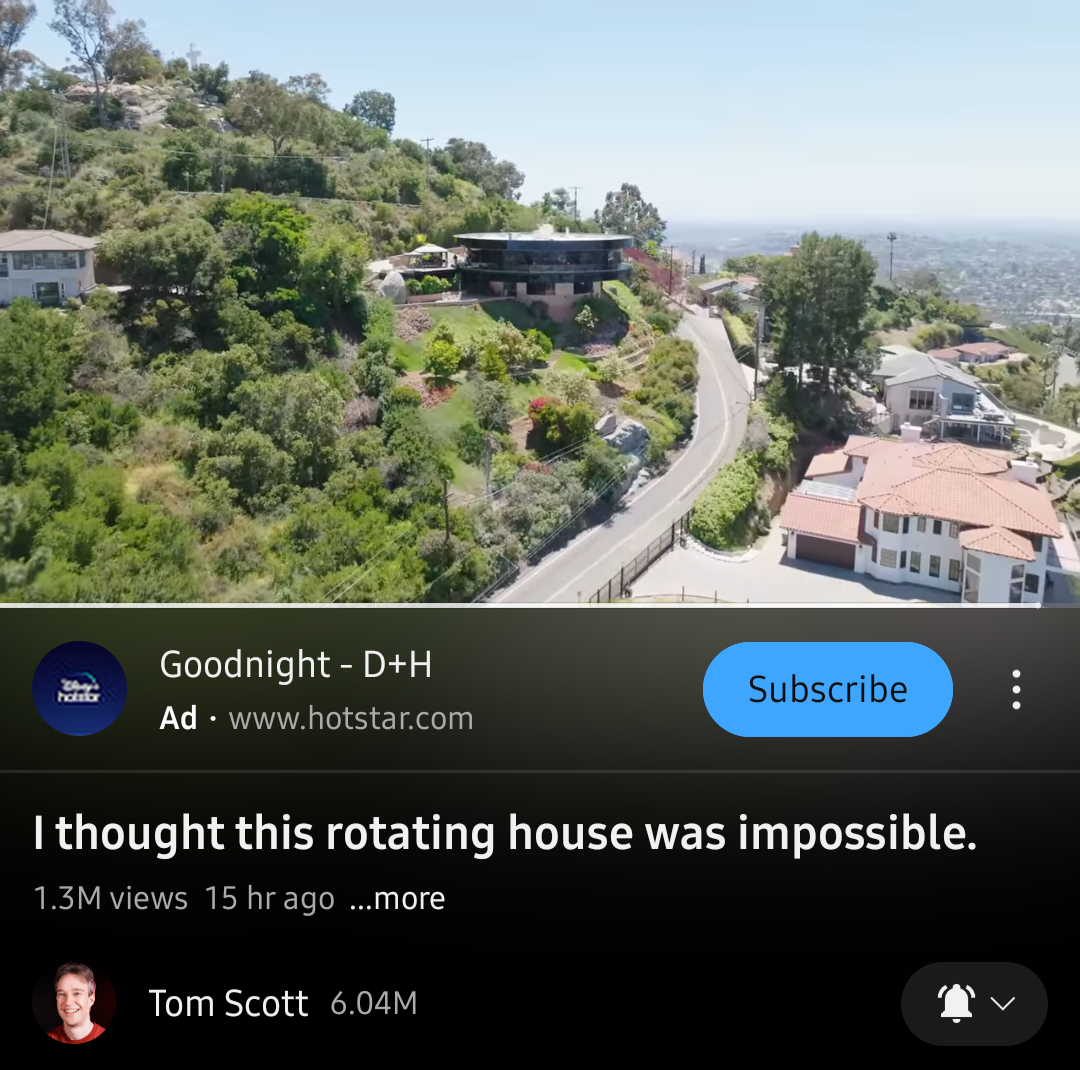 Disney+
hotstar
Goodnight - D+H
Ad · www.hotstar.com
Subscribe
I thought this rotating house was impossible.
1.3M views 15 hr ago ...more
Tom Scott 6.04M